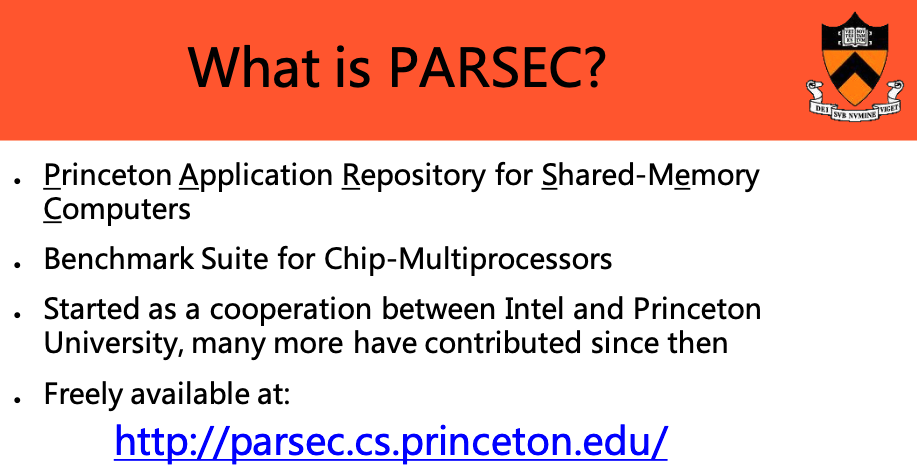 What is PARSEC?
DEI SVB NVMINE VIGET
• Princeton Application Repository for Shared-Memory
Computers
• Benchmark Suite for Chip-Multiprocessors
• Started as a cooperation between Intel and Princeton
University, many more have contributed since then
• Freely available at:
http://parsec.cs.princeton.edu/